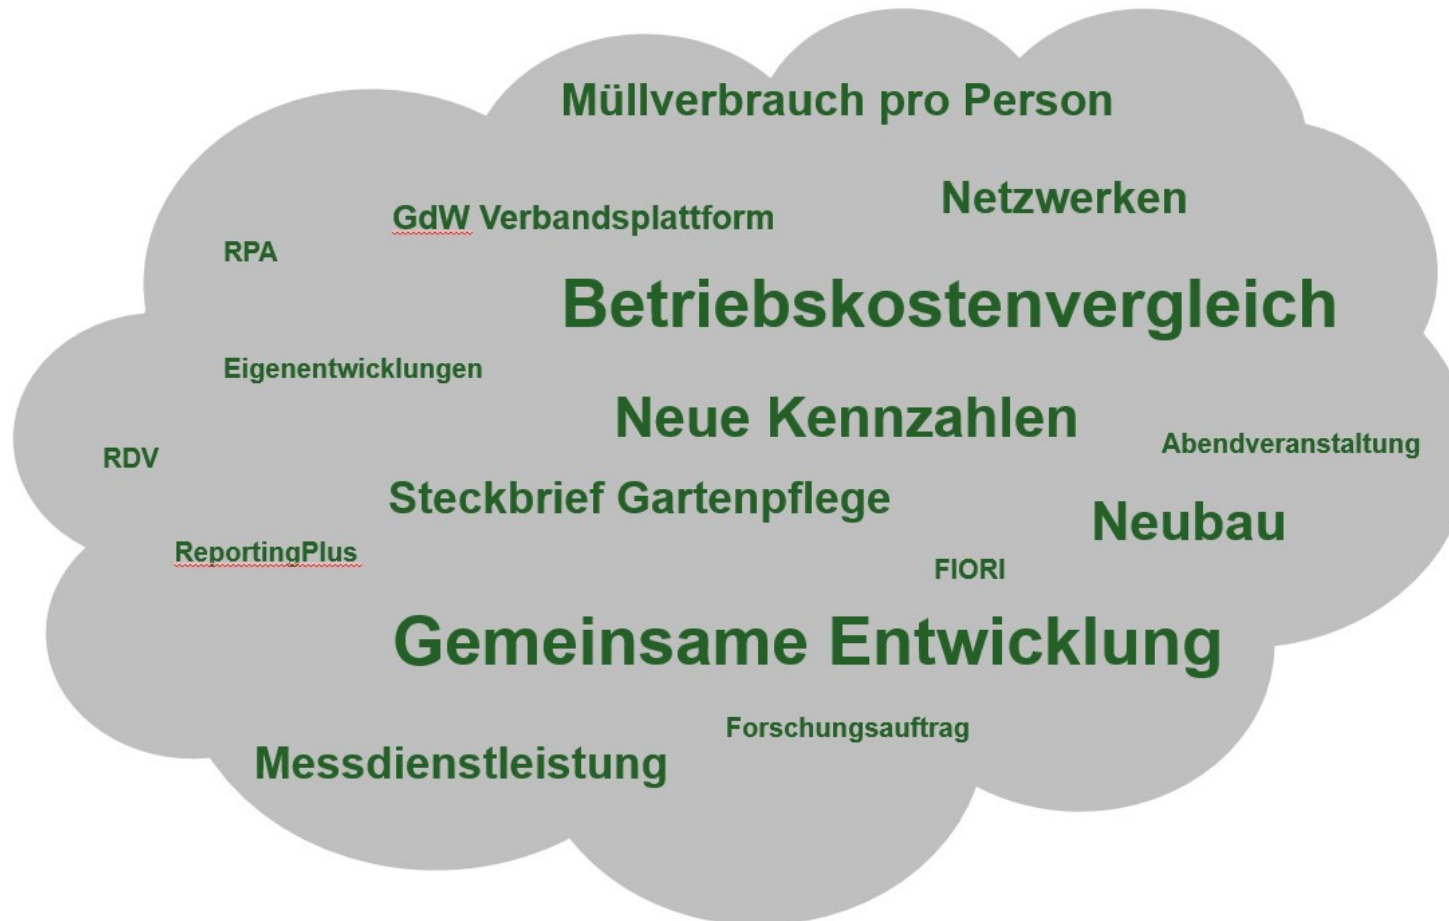 Müllverbrauch pro Person
Netzwerken
GdW Verbandsplattform
RPA
Betriebskostenvergleich
Eigenentwicklungen
Neue Kennzahlen
Abendveranstaltung
RDV
Steckbrief Gartenpflege
Neubau
ReportingPlus
FIORI
Gemeinsame Entwicklung
Forschungsauftrag
Messdienstleistung